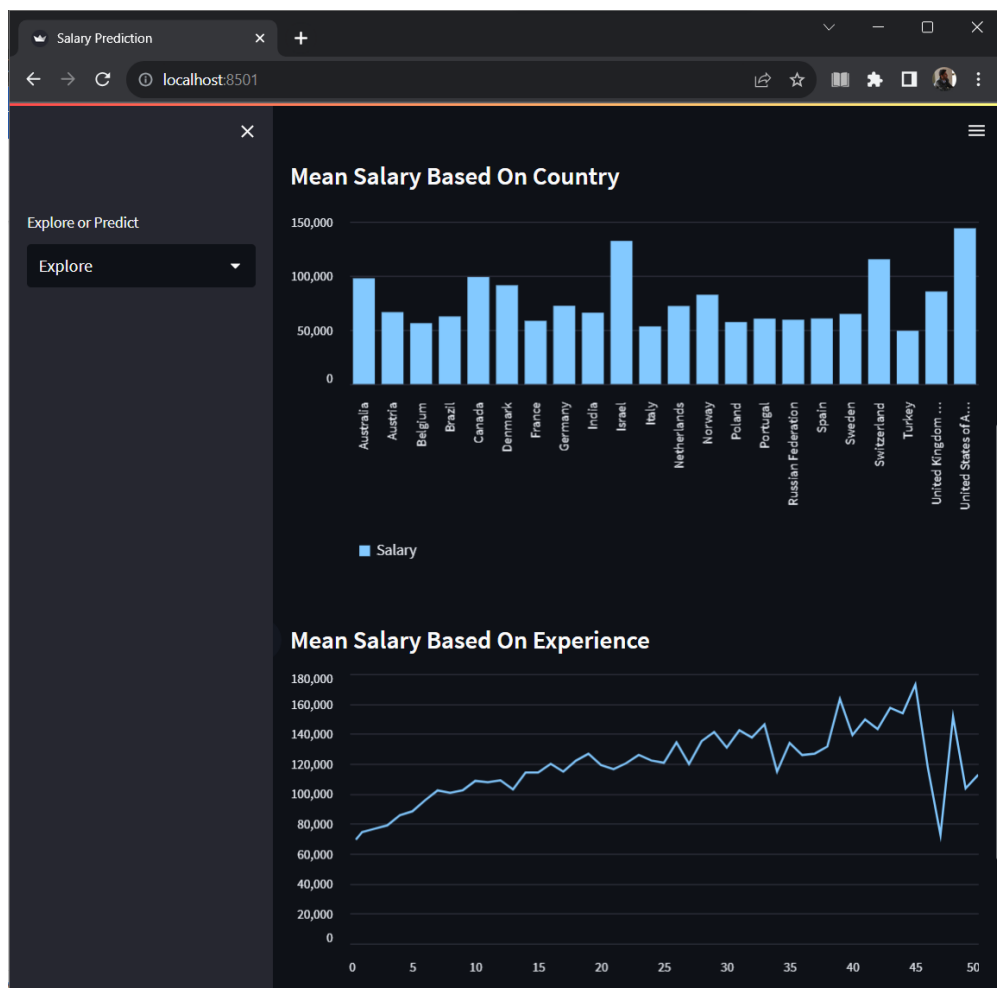 Salary Prediction
localhost:8501
Explore or Predict
Explore
Mean Salary Based On Country
150,000
100,000
50,000
0
Australia
Austria
Belgium
Brazil
Canada
Denmark
France
Germany
India
Israel
Italy
Netherlands
Norway
Poland
Portugal
Russian Federation
Spain
Sweden
Switzerland
Turkey
United Kingdom ...
United States of A...
Salary
Mean Salary Based On Experience
180,000
160,000
140,000
120,000
100,000
80,000
60,000
40,000
20,000
0
0 5 10 15 20 25 30 35 40 45 50